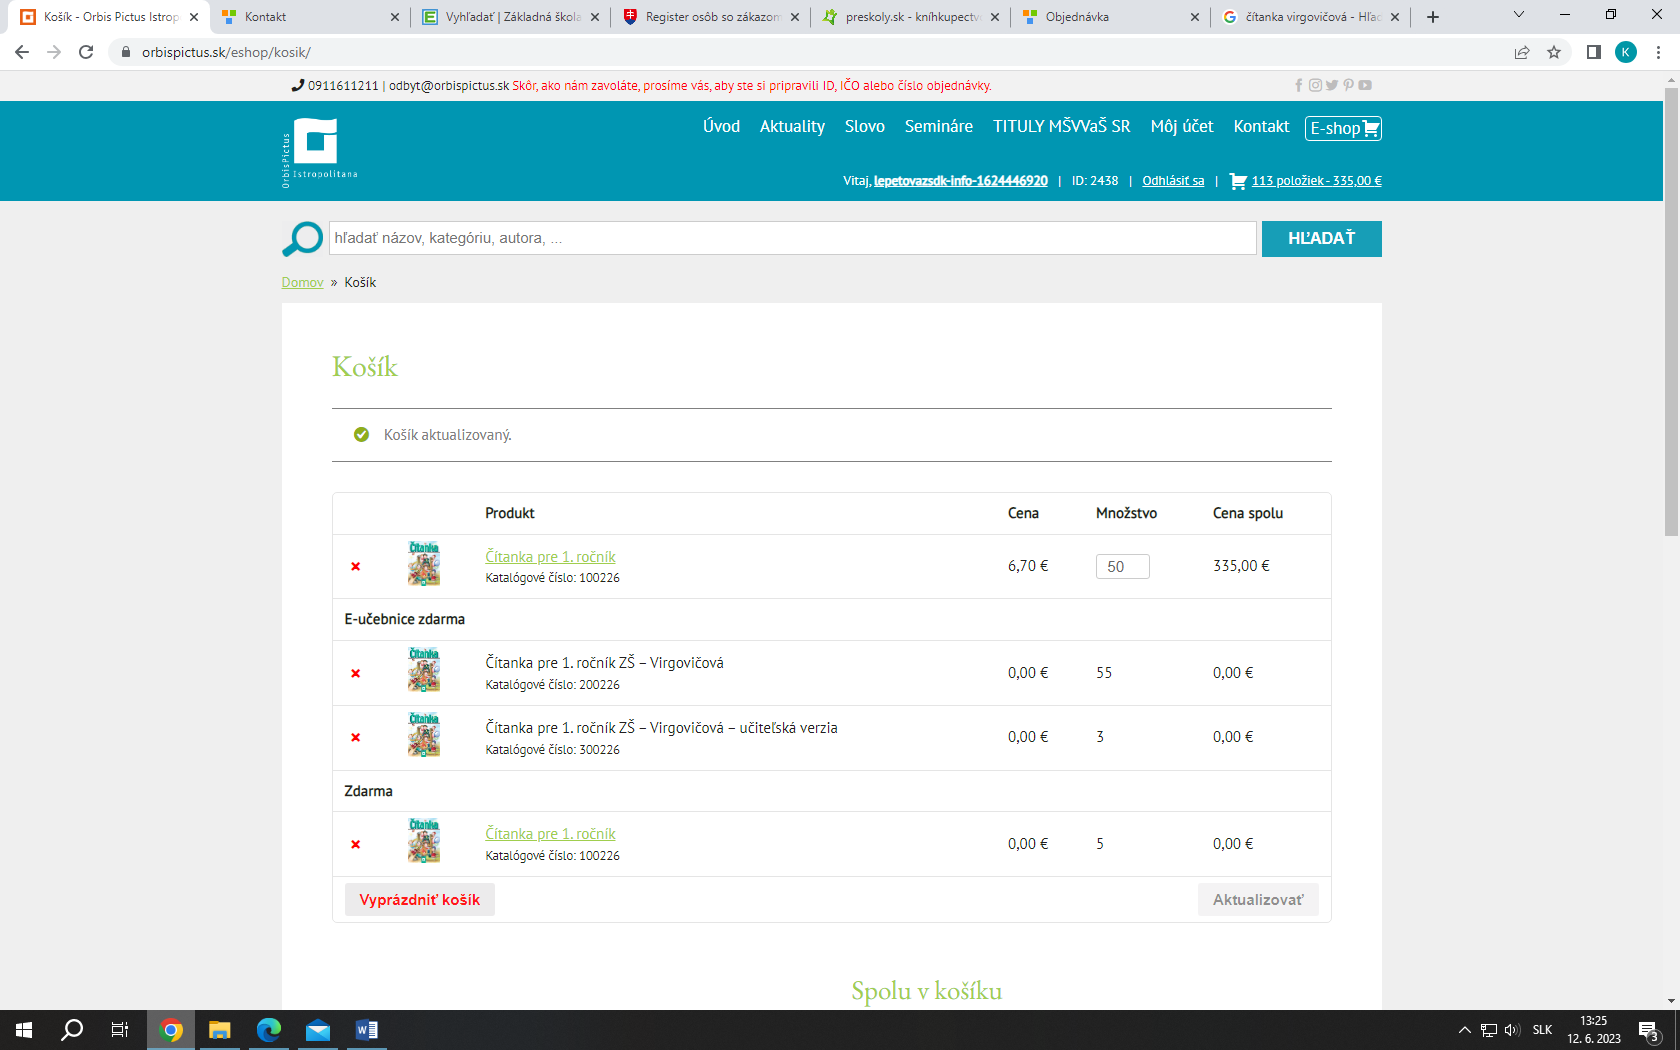 Košík - Orbis Pictus Istrop
Kontakt
Vyhľadať | Základná škola
Register osôb so zákazom
preskoly.sk - kníhkupectv
Objednávka
čítanka virgovičová - Hľad
orbispictus.sk/eshop/kosik/
K
0911611211 | odbyt@orbispictus.sk Skôr, ako nám zavoláte, prosíme vás, aby ste si pripravili ID, IČO alebo číslo objednávky.
OrbisPictus
Istropolitana
Úvod Aktuality Slovo Semináre TITULY MŠVVaŠ SR Môj účet Kontakt E-shop
Vitaj, lepetovazsdk-info-1624446920 | ID: 2438 | Odhlásiť sa | 113 položiek - 335,00 €
hľadať názov, kategóriu, autora, ...
HĽADAŤ
Domov » Košík
Košík
Košík aktualizovaný.
Produkt Cena Množstvo Cena spolu
Čítanka
Čítanka pre 1. ročník
Katalógové číslo: 100226
6,70 € 50 335,00 €
E-učebnice zdarma
Čítanka
Čítanka pre 1. ročník ZŠ – Virgovičová
Katalógové číslo: 200226
0,00 € 55 0,00 €
Čítanka
Čítanka pre 1. ročník ZŠ – Virgovičová – učiteľská verzia
Katalógové číslo: 300226
0,00 € 3 0,00 €
Zdarma
Čítanka
Čítanka pre 1. ročník
Katalógové číslo: 100226
0,00 € 5 0,00 €
Vyprázdniť košík
Aktualizovať
Spolu v košíku
SLK
13:25
12. 6. 2023
3